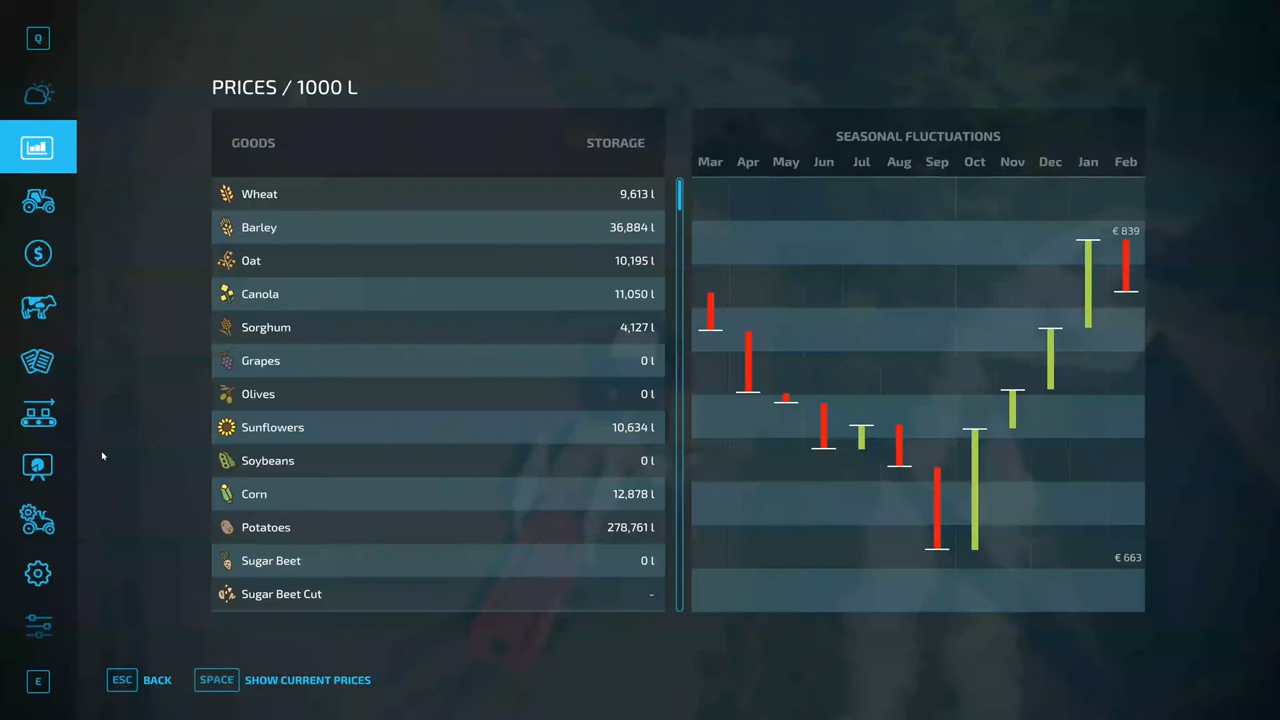 Q
PRICES / 1000 L
GOODS STORAGE
SEASONAL FLUCTUATIONS
Mar Apr May Jun Jul Aug Sep Oct Nov Dec Jan Feb
Wheat 9,613 l
Barley 36,884 l
€ 839
Oat 10,195 l
Canola 11,050 l
Sorghum 4,127 l
Grapes 0 l
Olives 0 l
Sunflowers 10,634 l
Soybeans 0 l
Corn 12,878 l
Potatoes 278,761 l
€ 663
Sugar Beet 0 l
Sugar Beet Cut -
E
ESC BACK SPACE SHOW CURRENT PRICES